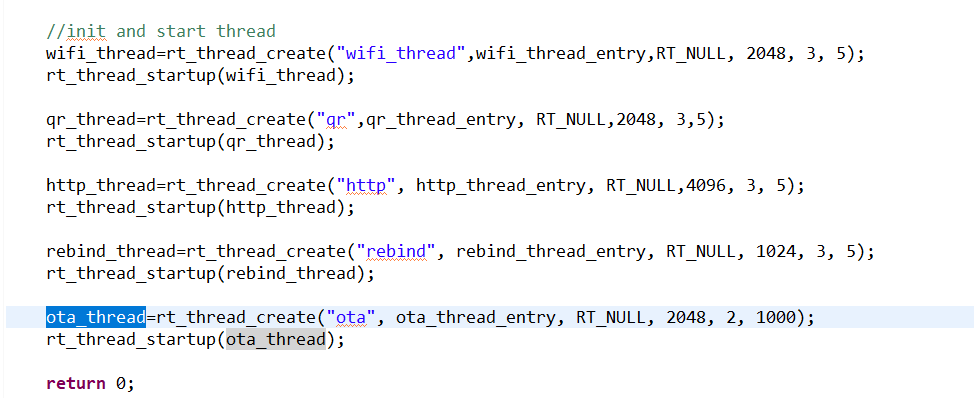 //init and start thread
wifi_thread=rt_thread_create("wifi_thread",wifi_thread_entry,RT_NULL, 2048, 3, 5);
rt_thread_startup(wifi_thread);
qr_thread=rt_thread_create("qr",qr_thread_entry, RT_NULL,2048, 3,5);
rt_thread_startup(qr_thread);
http_thread=rt_thread_create("http", http_thread_entry, RT_NULL,4096, 3, 5);
rt_thread_startup(http_thread);
rebind_thread=rt_thread_create("rebind", rebind_thread_entry, RT_NULL, 1024, 3, 5);
rt_thread_startup(rebind_thread);
ota_thread=rt_thread_create("ota", ota_thread_entry, RT_NULL, 2048, 2, 1000);
rt_thread_startup(ota_thread);
return 0;